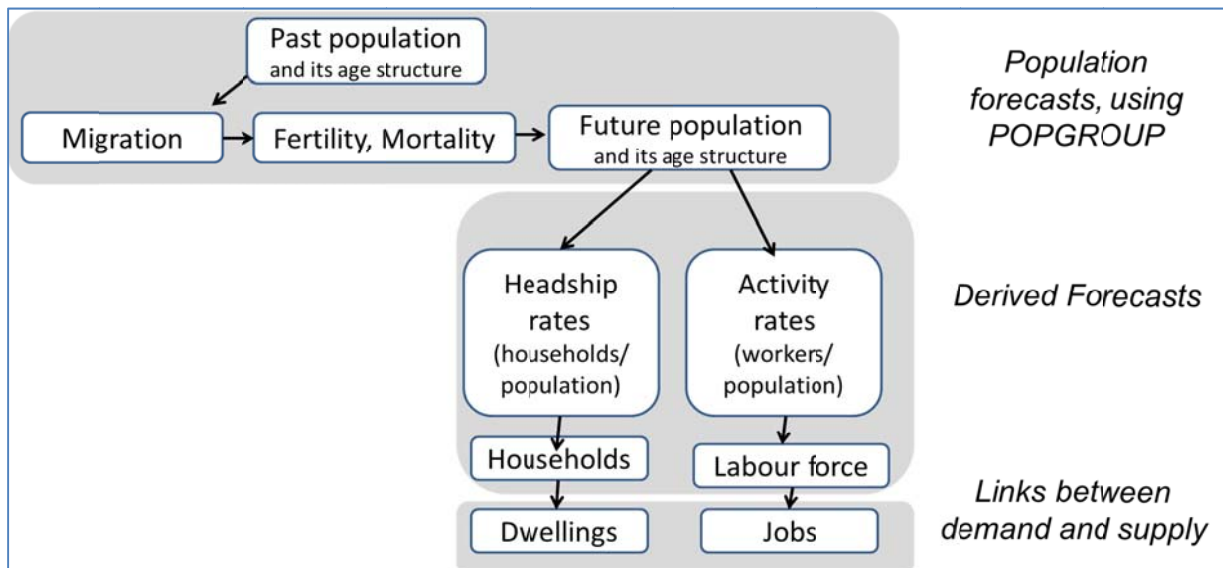 Past population
and its age structure
Population
forecasts, using
POPGROUP
Migration
Fertility, Mortality
Future population
and its age structure
Headship
rates
(households/
population)
Activity
rates
(workers/
population)
Derived Forecasts
Households
Labour force
Links between
demand and supply
Dwellings
Jobs